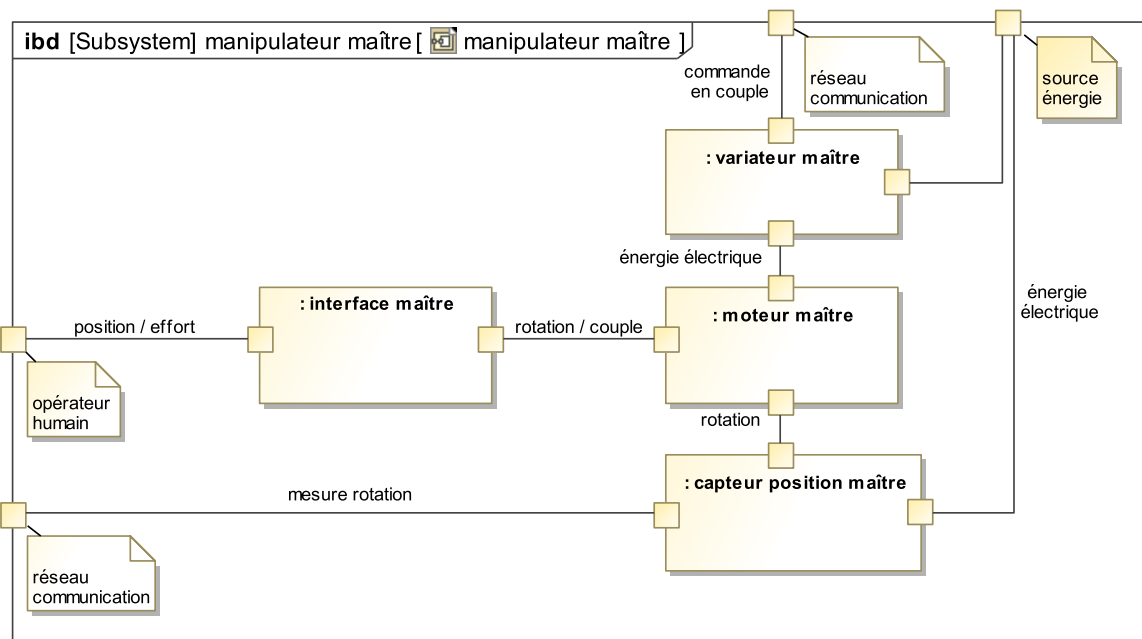 ibd [Subsystem] manipulateur maître[ manipulateur maître ]
commande
en couple
réseau
communication
source
énergie
: variateur maître
énergie électrique
: interface maître
: moteur maître
énergie
électrique
position / effort
rotation / couple
opérateur
humain
rotation
: capteur position maître
mesure rotation
réseau
communication